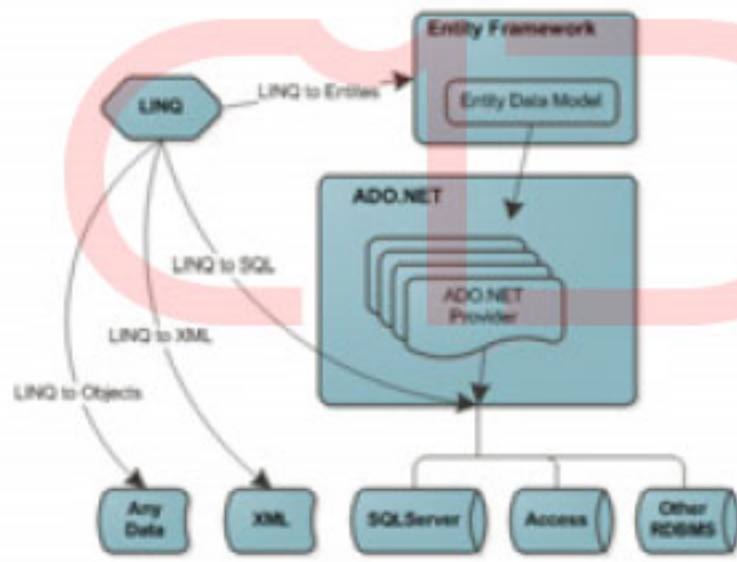 Entity Framework
LINQ
LINQ to Entites
Entity Data Model
ADO.NET
LINQ to SQL
ADO.NET
Provider
LINQ to XML
LINQ to Objects
Any
Data
XML
SQLServer
Access
Other
RDBMS